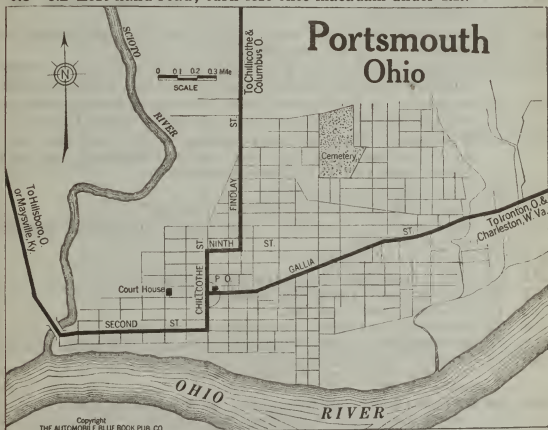 Portsmouth
Ohio
SCIOTO
RIVER
N
0 0.1 0.2 0.3 Mile
SCALE
To Chillicothe &
Columbus O.
To Hillsboro, O.
or Maysville, Ky.
Cemetery
FINDLAY ST.
To Ironton, O. &
Charleston, W. Va.
NINTH ST.
GALLIA ST
CHILLCOTHE ST
P O
Court House
SECOND ST.
OHIO RIVER
Copyright
THE AUTOMOBILE BLUE BOOK PUB. CO.